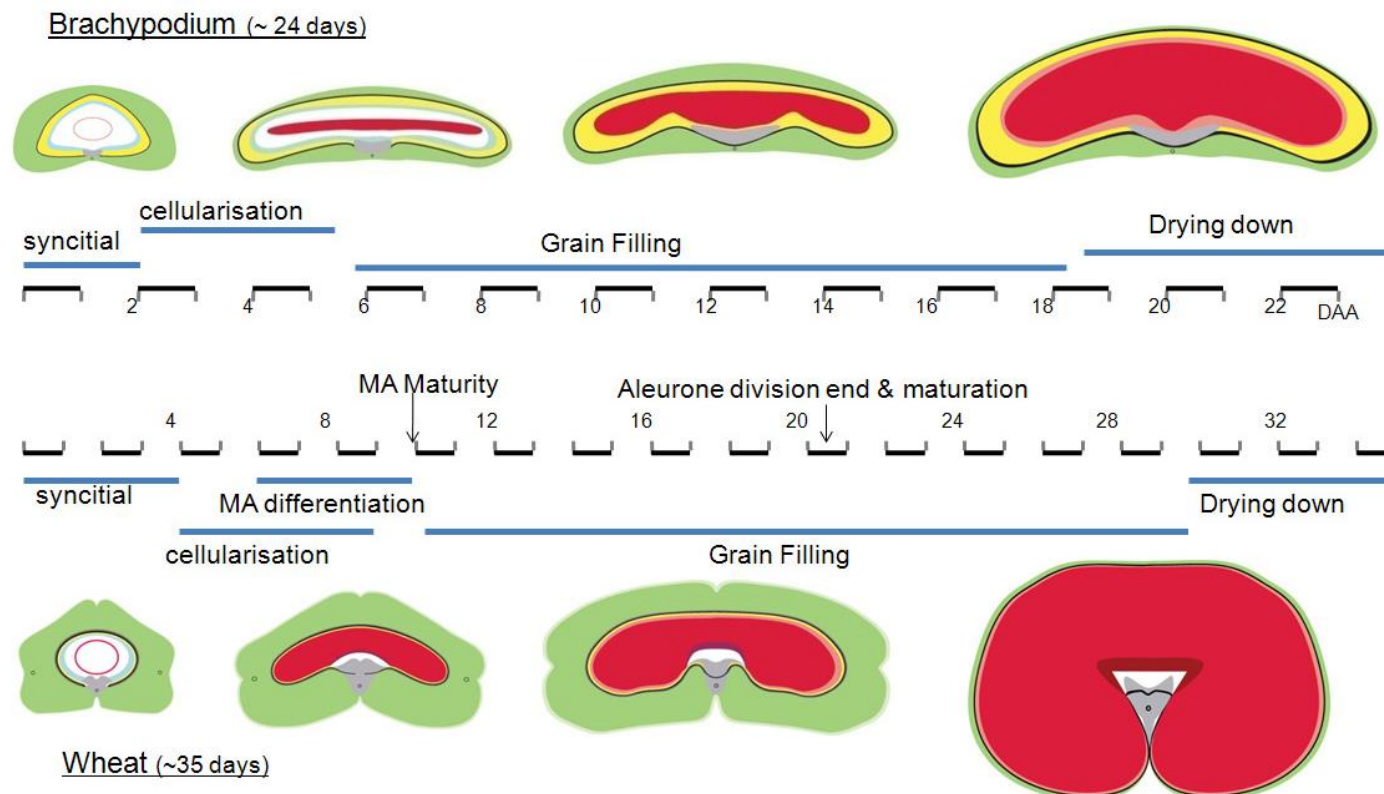 Brachypodium (~ 24 days)
cellularisation
syncitial
Grain Filling
Drying down
2 4 6 8 10 12 14 16 18 20 22 DAA
MA Maturity
Aleurone division end & maturation
4 8 12 16 20 24 28 32
syncitial
MA differentiation
Drying down
cellularisation
Grain Filling
Wheat (~35 days)